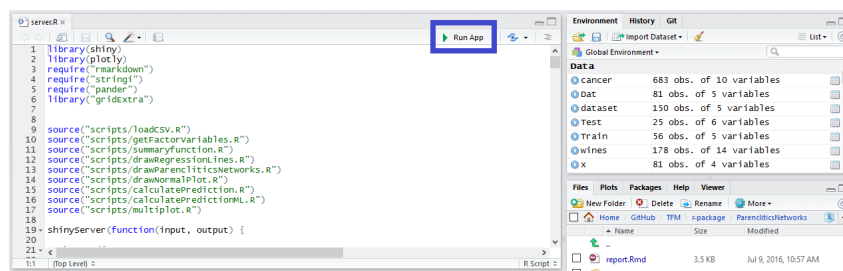 server.R
Run App
1 library(shiny)
2 library(plotly)
3 require("rmarkdown")
4 require("stringi")
5 require("pander")
6 library("gridExtra")
7
8
9 source("scripts/loadCSV.R")
10 source("scripts/getFactorVariables.R")
11 source("scripts/summaryfunction.R")
12 source("scripts/drawRegressionLines.R")
13 source("scripts/drawParencliticsNetworks.R")
14 source("scripts/drawNormalPlot.R")
15 source("scripts/calculatePrediction.R")
16 source("scripts/calculatePredictionML.R")
17 source("scripts/multiplot.R")
18
19 shinyServer(function(input, output) {
20
21
1:1 (Top Level) R Script
Environment History Git
Import Dataset List
Global Environment
Data
cancer 683 obs. of 10 variables
Dat 81 obs. of 5 variables
dataset 150 obs. of 5 variables
Test 25 obs. of 6 variables
Train 56 obs. of 5 variables
wines 178 obs. of 14 variables
x 81 obs. of 4 variables
Files Plots Packages Help Viewer
New Folder Delete Rename More
Home GitHub TFM r-package ParencliticsNetworks
Name Size Modified
..
report.Rmd 3.5 KB Jul 9, 2016, 10:57 AM